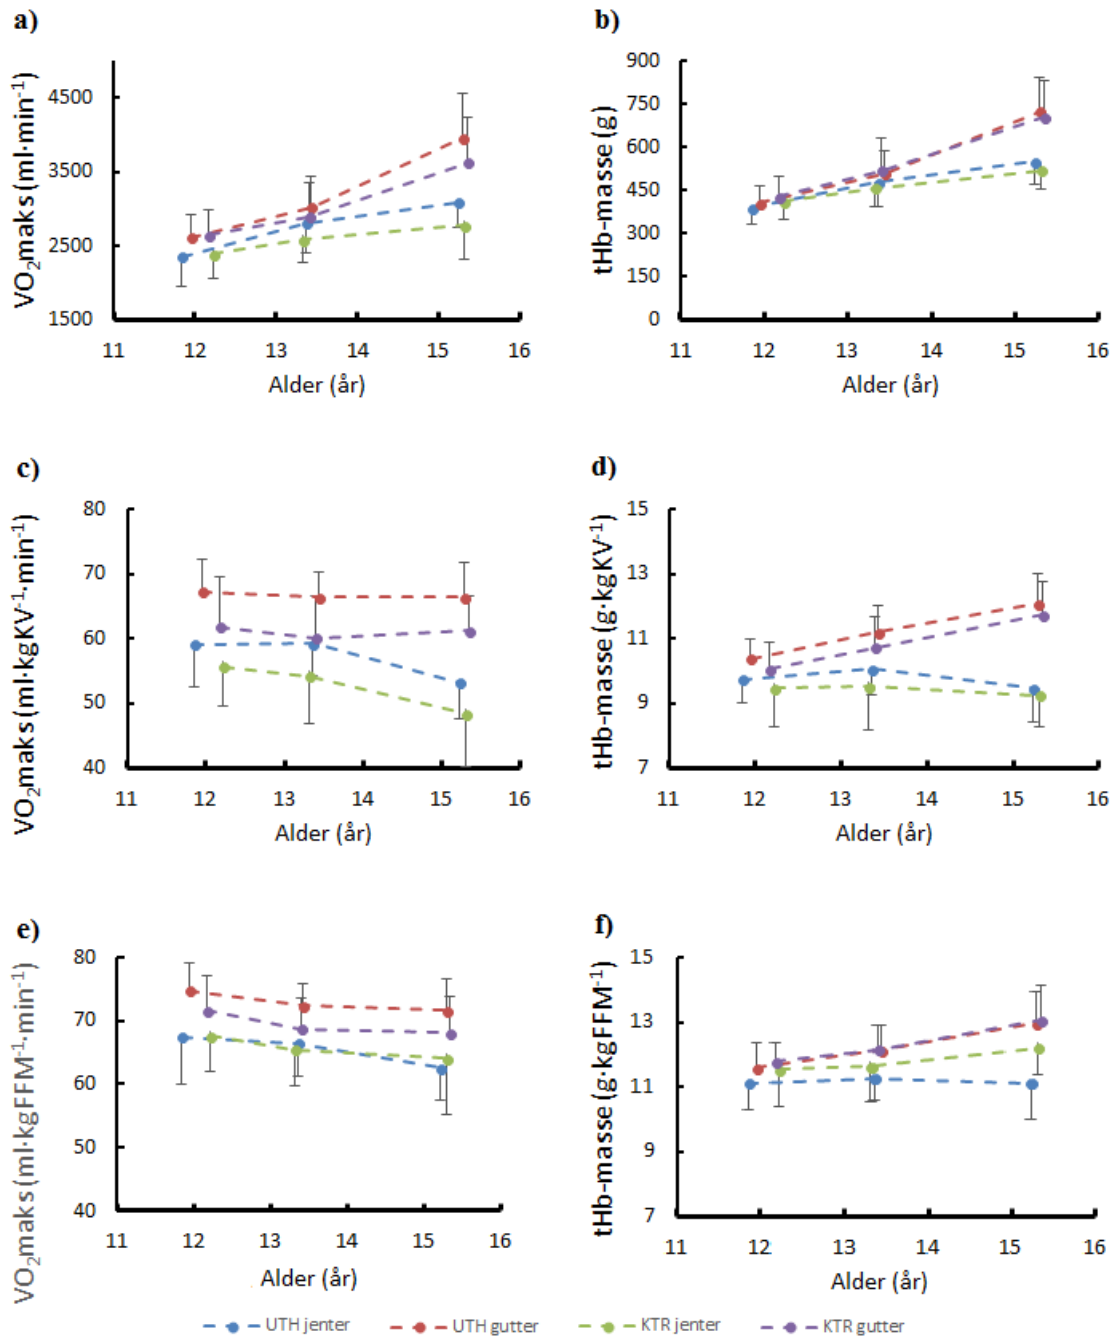 a)
VO₂maks (ml·min⁻¹)
4500
3500
2500
1500
11 12 13 14 15 16
Alder (år)
b)
tHb-masse (g)
900
750
600
450
300
150
0
11 12 13 14 15 16
Alder (år)
c)
VO₂maks (ml·kgKV⁻¹·min⁻¹)
80
70
60
50
40
11 12 13 14 15 16
Alder (år)
d)
tHb-masse (g·kgKV⁻¹)
15
13
11
9
7
11 12 13 14 15 16
Alder (år)
e)
VO₂maks (ml·kgFFM⁻¹·min⁻¹)
80
70
60
50
40
11 12 13 14 15 16
Alder (år)
f)
tHb-masse (g·kgFFM⁻¹)
15
13
11
9
7
11 12 13 14 15 16
Alder (år)
UTH jenter UTH gutter KTR jenter KTR gutter